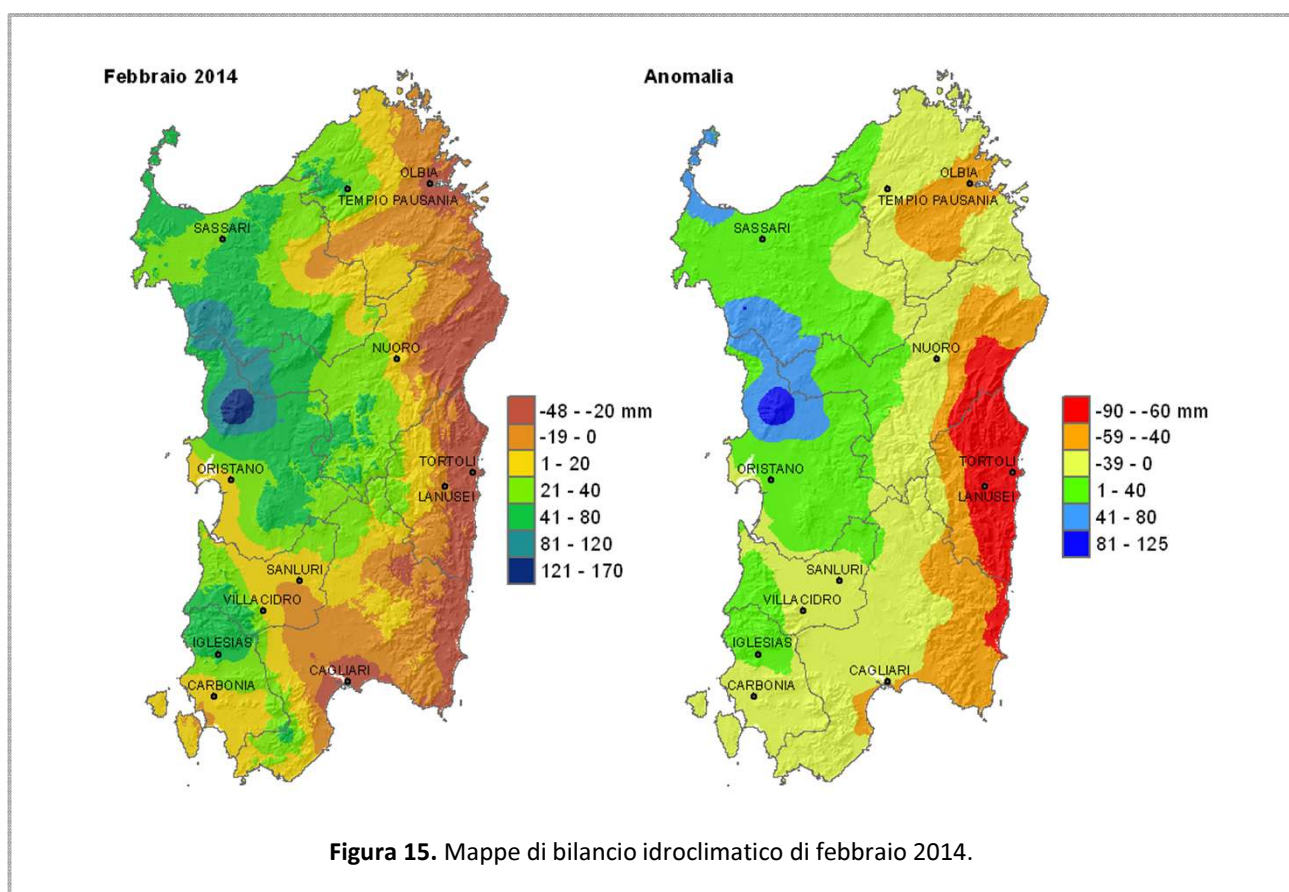 Febbraio 2014
OLBIA
TEMPIO PAUSANIA
SASSARI
NUORO
ORISTANO
TORTOLI
LANUSEI
SANLURI
VILLACIDRO
IGLESIAS
CAGLIARI
CARBONIA
-48 - -20 mm
-19 - 0
1 - 20
21 - 40
41 - 80
81 - 120
121 - 170
Anomalia
OLBIA
TEMPIO PAUSANIA
SASSARI
NUORO
ORISTANO
TORTOLI
LANUSEI
SANLURI
VILLACIDRO
IGLESIAS
CAGLIARI
CARBONIA
-90 - -60 mm
-59 - -40
-39 - 0
1 - 40
41 - 80
81 - 125
Figura 15. Mappe di bilancio idroclimatico di febbraio 2014.